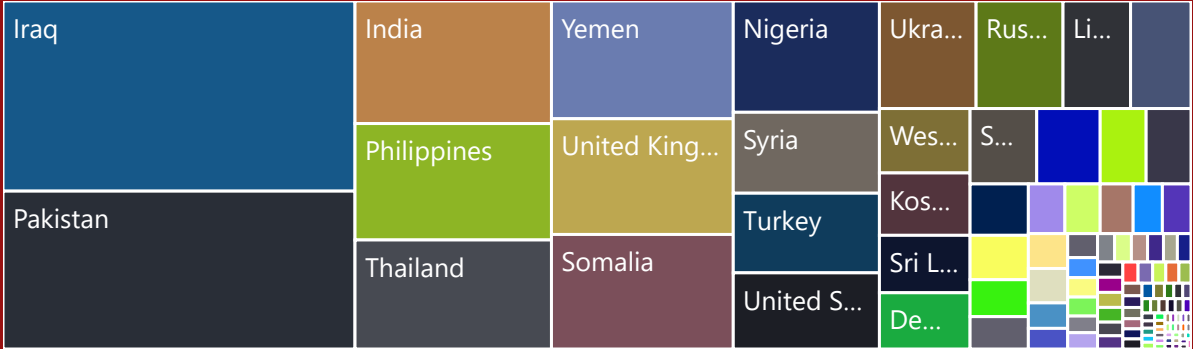 Iraq
Pakistan
India
Philippines
Thailand
Yemen
United King...
Somalia
Nigeria
Syria
Turkey
United S...
Ukra...
Rus...
Li...
Wes...
S...
Kos...
Sri L...
De...